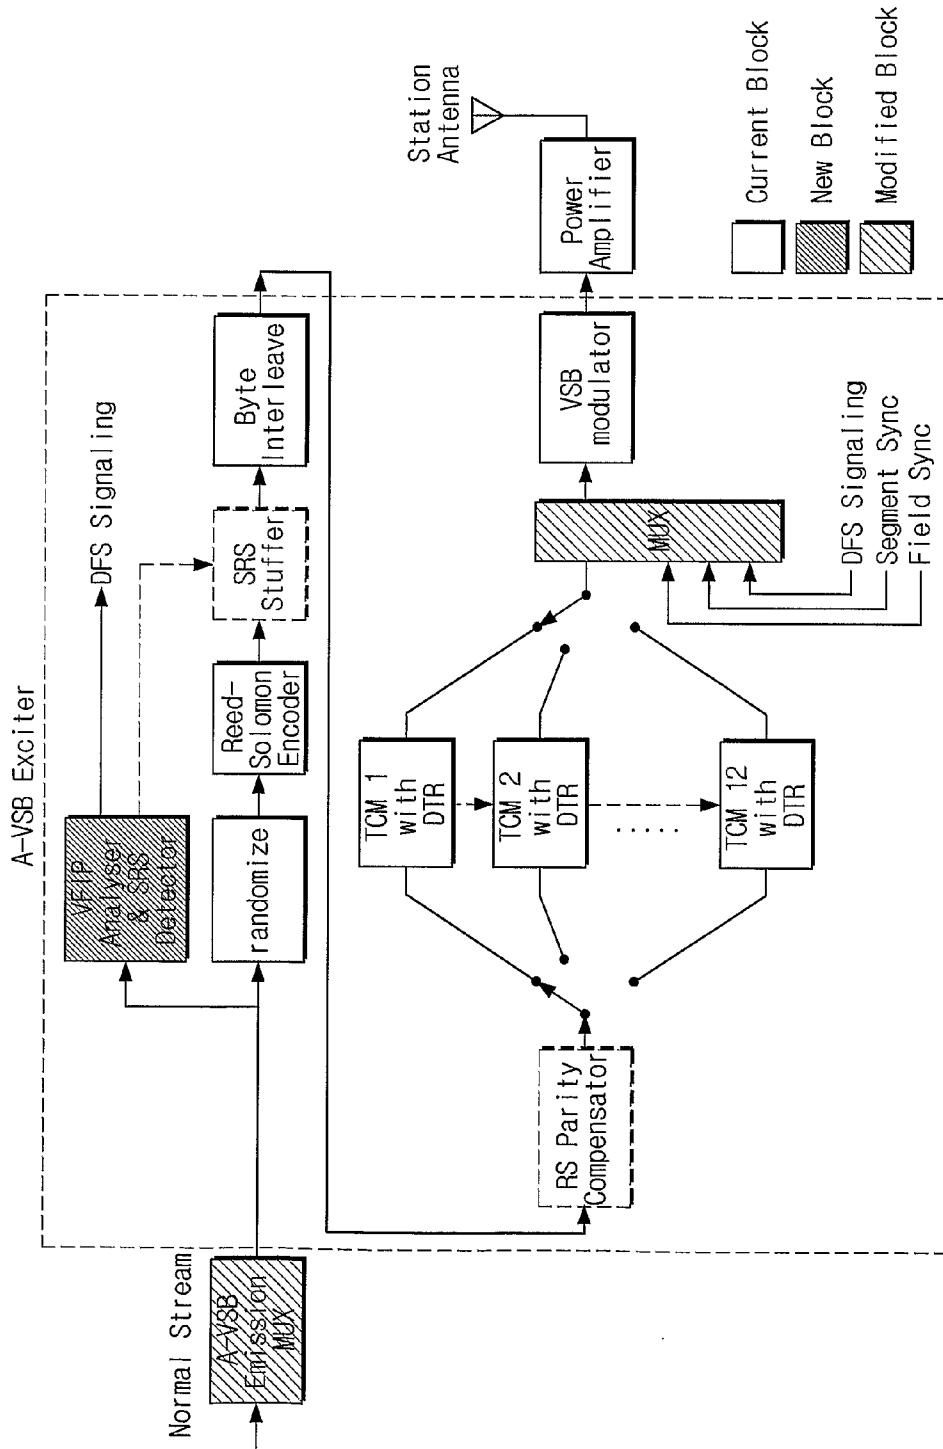 A-VSB Exciter
Normal Stream
A-VSB
Emission
MUX
VFIP
Analyser
& SRS
Detector
DFS Signaling
randomize
Reed-
Solomon
Encoder
SRS
Stuffer
Byte
Interleave
RS Parity
Compensator
TCM 1
with
DTR
TCM 2
with
DTR
.....
TCM 12
with
DTR
MUX
DFS Signaling
Segment Sync
Field Sync
VSB
modulator
Power
Amplifier
Station
Antenna
Current Block
New Block
Modified Block